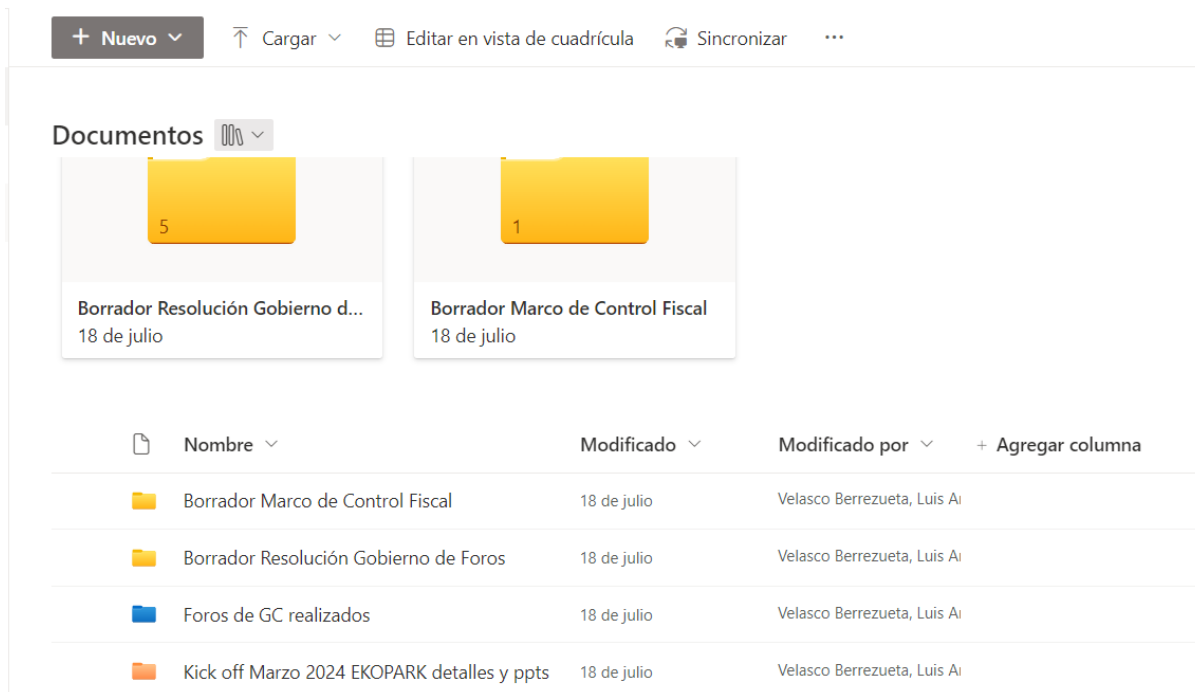 + Nuevo Cargar Editar en vista de cuadrícula Sincronizar ...
Documentos
5
1
Borrador Resolución Gobierno d...
18 de julio
Borrador Marco de Control Fiscal
18 de julio
Nombre Modificado Modificado por + Agregar columna
Borrador Marco de Control Fiscal 18 de julio Velasco Berrezueta, Luis
Borrador Resolución Gobierno de Foros 18 de julio Velasco Berrezueta, Luis
Foros de GC realizados 18 de julio Velasco Berrezueta, Luis
Kick off Marzo 2024 EKOPARK detalles y ppts 18 de julio Velasco Berrezueta, Luis